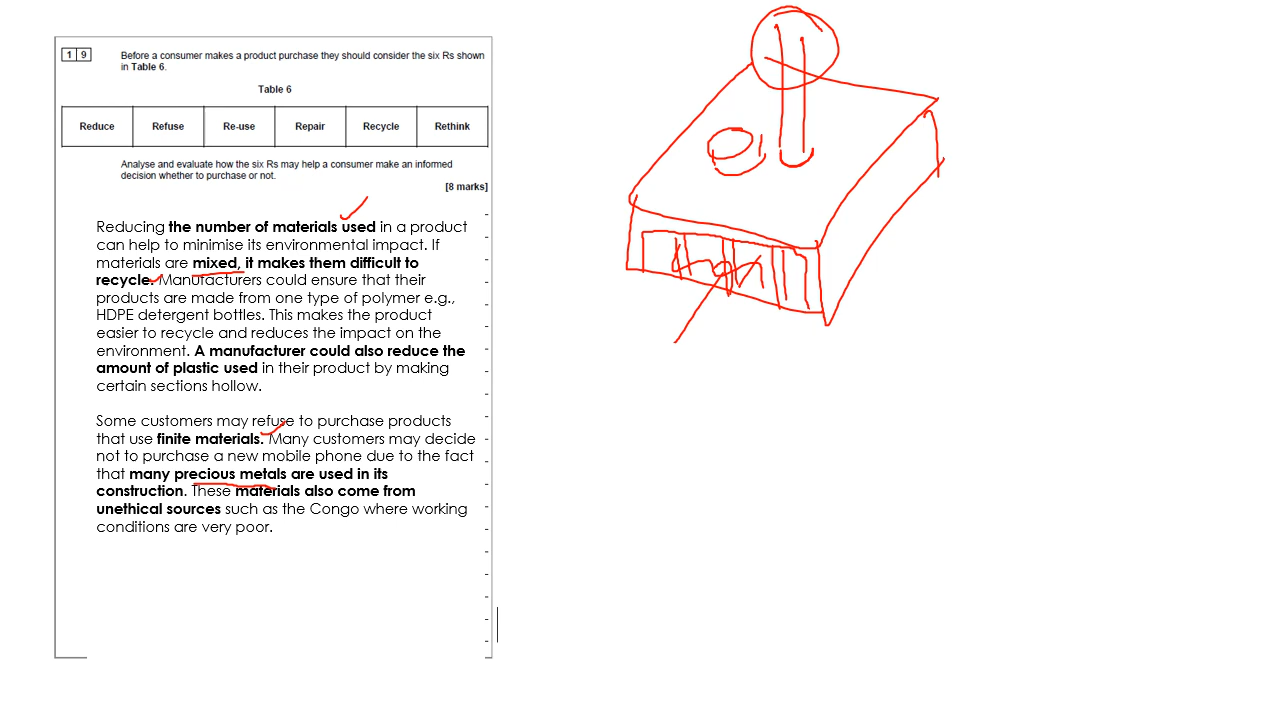 1 9
Before a consumer makes a product purchase they should consider the six Rs shown
in Table 6.
Table 6
Reduce Refuse Re-use Repair Recycle Rethink
Analyse and evaluate how the six Rs may help a consumer make an informed
decision whether to purchase or not.
[8 marks]
Reducing the number of materials used in a product
can help to minimise its environmental impact. If
materials are mixed, it makes them difficult to
recycle. Manufacturers could ensure that their
products are made from one type of polymer e.g.,
HDPE detergent bottles. This makes the product
easier to recycle and reduces the impact on the
environment. A manufacturer could also reduce the
amount of plastic used in their product by making
certain sections hollow.
Some customers may refuse to purchase products
that use finite materials. Many customers may decide
not to purchase a new mobile phone due to the fact
that many precious metals are used in its
construction. These materials also come from
unethical sources such as the Congo where working
conditions are very poor.